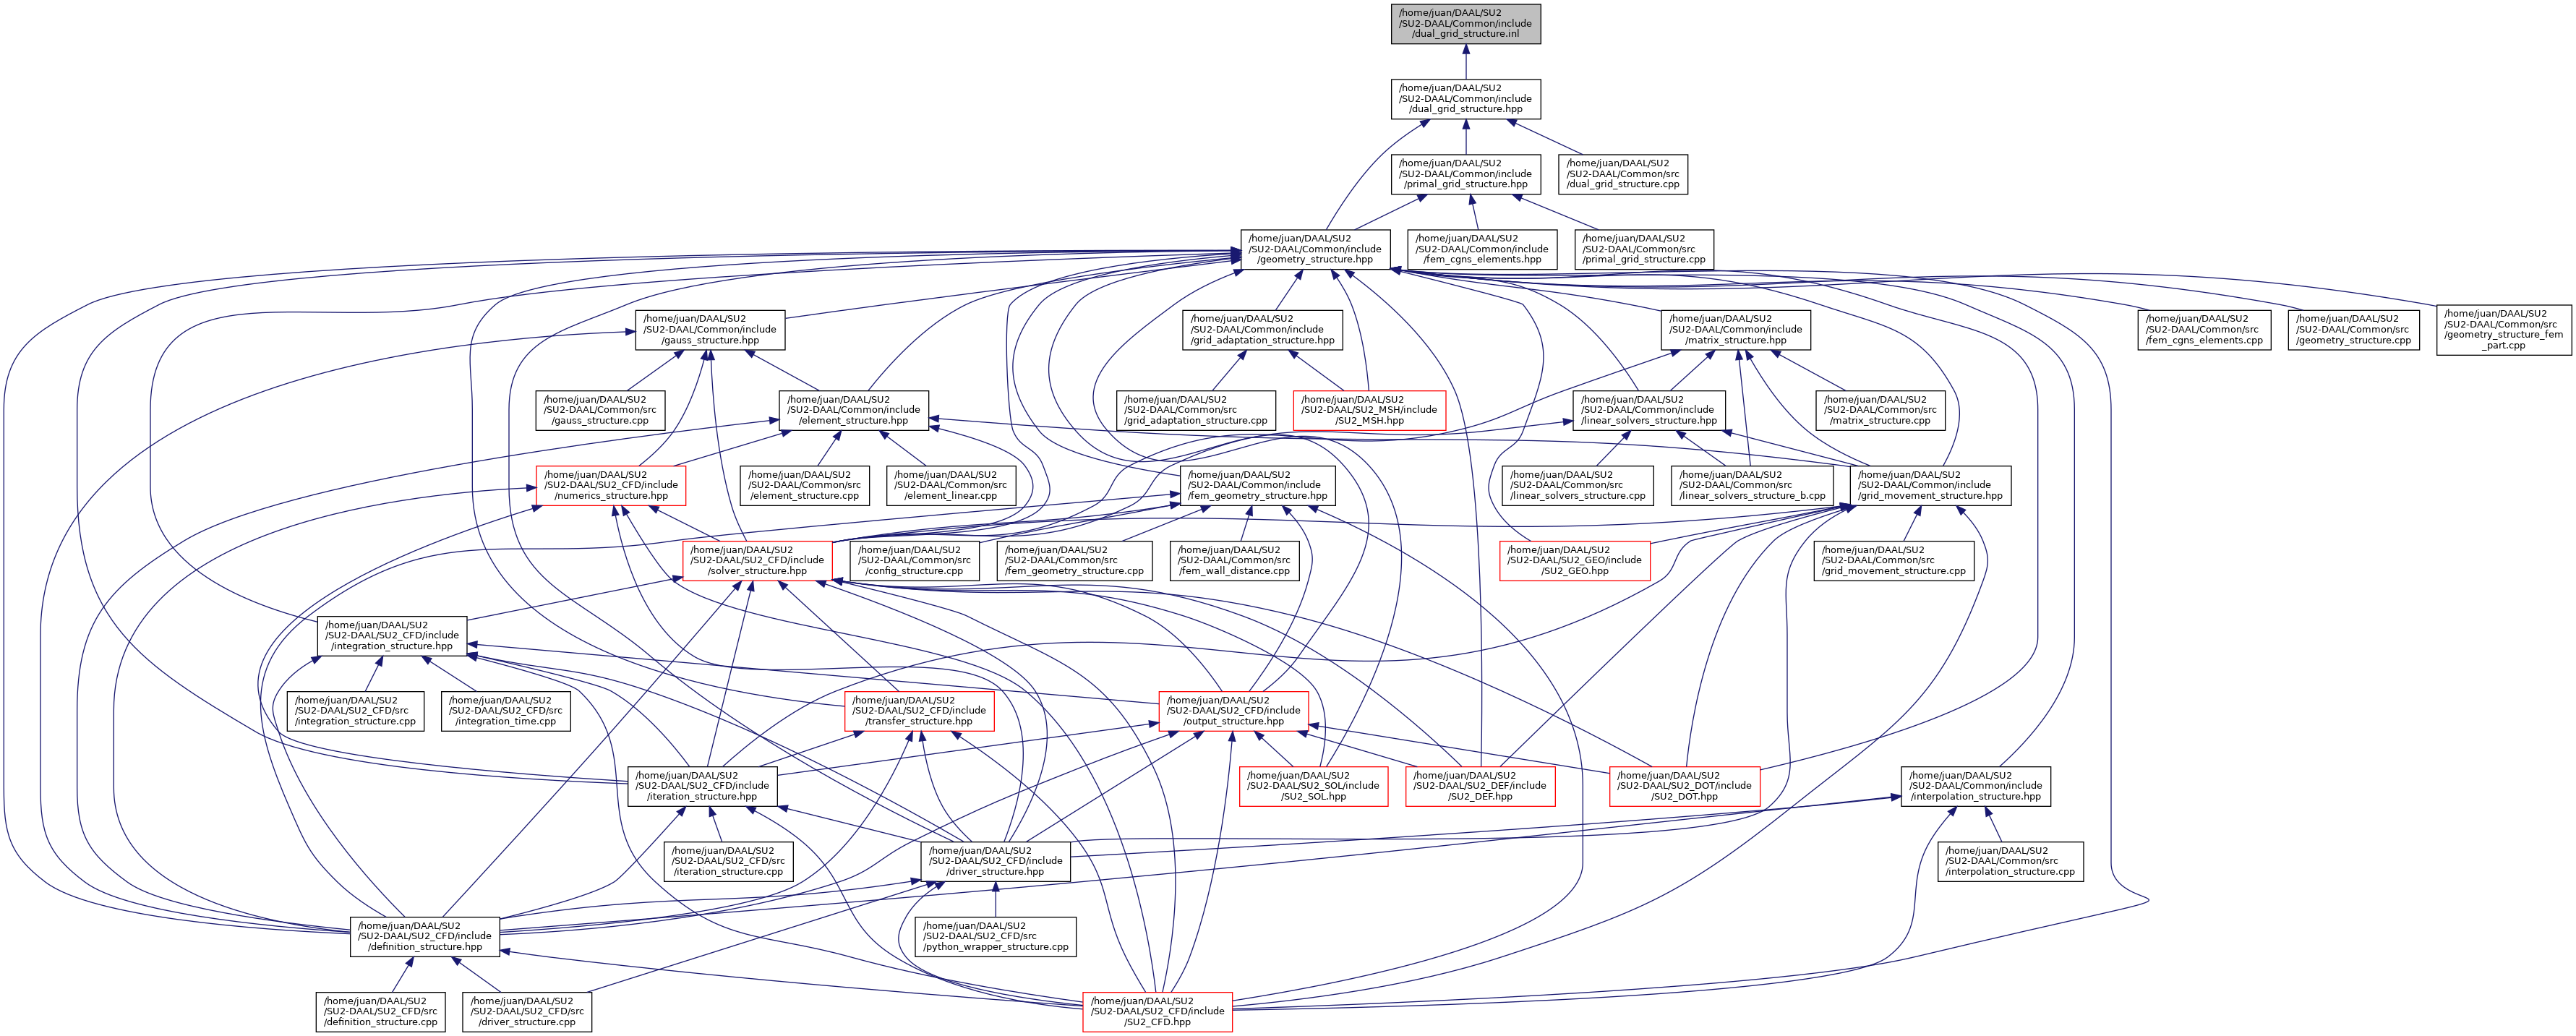 /home/juan/DAAL/SU2
/SU2-DAAL/Common/include
/dual_grid_structure.inl
/home/juan/DAAL/SU2
/SU2-DAAL/Common/include
/dual_grid_structure.hpp
/home/juan/DAAL/SU2
/SU2-DAAL/Common/include
/primal_grid_structure.hpp
/home/juan/DAAL/SU2
/SU2-DAAL/Common/src
/dual_grid_structure.cpp
/home/juan/DAAL/SU2
/SU2-DAAL/Common/include
/geometry_structure.hpp
/home/juan/DAAL/SU2
/SU2-DAAL/Common/include
/fem_cgns_elements.hpp
/home/juan/DAAL/SU2
/SU2-DAAL/Common/src
/primal_grid_structure.cpp
/home/juan/DAAL/SU2
/SU2-DAAL/Common/include
/gauss_structure.hpp
/home/juan/DAAL/SU2
/SU2-DAAL/Common/include
/grid_adaptation_structure.hpp
/home/juan/DAAL/SU2
/SU2-DAAL/Common/include
/matrix_structure.hpp
/home/juan/DAAL/SU2
/SU2-DAAL/Common/src
/fem_cgns_elements.cpp
/home/juan/DAAL/SU2
/SU2-DAAL/Common/src
/geometry_structure.cpp
/home/juan/DAAL/SU2
/SU2-DAAL/Common/src
/geometry_structure_fem
_part.cpp
/home/juan/DAAL/SU2
/SU2-DAAL/Common/src
/gauss_structure.cpp
/home/juan/DAAL/SU2
/SU2-DAAL/Common/include
/element_structure.hpp
/home/juan/DAAL/SU2
/SU2-DAAL/Common/src
/grid_adaptation_structure.cpp
/home/juan/DAAL/SU2
/SU2-DAAL/SU2_MSH/include
/SU2_MSH.hpp
/home/juan/DAAL/SU2
/SU2-DAAL/Common/include
/linear_solvers_structure.hpp
/home/juan/DAAL/SU2
/SU2-DAAL/Common/src
/matrix_structure.cpp
/home/juan/DAAL/SU2
/SU2-DAAL/SU2_CFD/include
/numerics_structure.hpp
/home/juan/DAAL/SU2
/SU2-DAAL/Common/src
/element_structure.cpp
/home/juan/DAAL/SU2
/SU2-DAAL/Common/src
/element_linear.cpp
/home/juan/DAAL/SU2
/SU2-DAAL/Common/include
/fem_geometry_structure.hpp
/home/juan/DAAL/SU2
/SU2-DAAL/Common/src
/linear_solvers_structure.cpp
/home/juan/DAAL/SU2
/SU2-DAAL/Common/src
/linear_solvers_structure_b.cpp
/home/juan/DAAL/SU2
/SU2-DAAL/Common/include
/grid_movement_structure.hpp
/home/juan/DAAL/SU2
/SU2-DAAL/SU2_CFD/include
/solver_structure.hpp
/home/juan/DAAL/SU2
/SU2-DAAL/Common/src
/config_structure.cpp
/home/juan/DAAL/SU2
/SU2-DAAL/Common/src
/fem_geometry_structure.cpp
/home/juan/DAAL/SU2
/SU2-DAAL/Common/src
/fem_wall_distance.cpp
/home/juan/DAAL/SU2
/SU2-DAAL/SU2_GEO/include
/SU2_GEO.hpp
/home/juan/DAAL/SU2
/SU2-DAAL/Common/src
/grid_movement_structure.cpp
/home/juan/DAAL/SU2
/SU2-DAAL/SU2_CFD/include
/integration_structure.hpp
/home/juan/DAAL/SU2
/SU2-DAAL/SU2_CFD/src
/integration_structure.cpp
/home/juan/DAAL/SU2
/SU2-DAAL/SU2_CFD/src
/integration_time.cpp
/home/juan/DAAL/SU2
/SU2-DAAL/SU2_CFD/include
/transfer_structure.hpp
/home/juan/DAAL/SU2
/SU2-DAAL/SU2_CFD/include
/output_structure.hpp
/home/juan/DAAL/SU2
/SU2-DAAL/SU2_CFD/include
/iteration_structure.hpp
/home/juan/DAAL/SU2
/SU2-DAAL/SU2_SOL/include
/SU2_SOL.hpp
/home/juan/DAAL/SU2
/SU2-DAAL/SU2_DEF/include
/SU2_DEF.hpp
/home/juan/DAAL/SU2
/SU2-DAAL/SU2_DOT/include
/SU2_DOT.hpp
/home/juan/DAAL/SU2
/SU2-DAAL/Common/include
/interpolation_structure.hpp
/home/juan/DAAL/SU2
/SU2-DAAL/SU2_CFD/src
/iteration_structure.cpp
/home/juan/DAAL/SU2
/SU2-DAAL/SU2_CFD/include
/driver_structure.hpp
/home/juan/DAAL/SU2
/SU2-DAAL/Common/src
/interpolation_structure.cpp
/home/juan/DAAL/SU2
/SU2-DAAL/SU2_CFD/include
/definition_structure.hpp
/home/juan/DAAL/SU2
/SU2-DAAL/SU2_CFD/src
/python_wrapper_structure.cpp
/home/juan/DAAL/SU2
/SU2-DAAL/SU2_CFD/src
/definition_structure.cpp
/home/juan/DAAL/SU2
/SU2-DAAL/SU2_CFD/src
/driver_structure.cpp
/home/juan/DAAL/SU2
/SU2-DAAL/SU2_CFD/include
/SU2_CFD.hpp